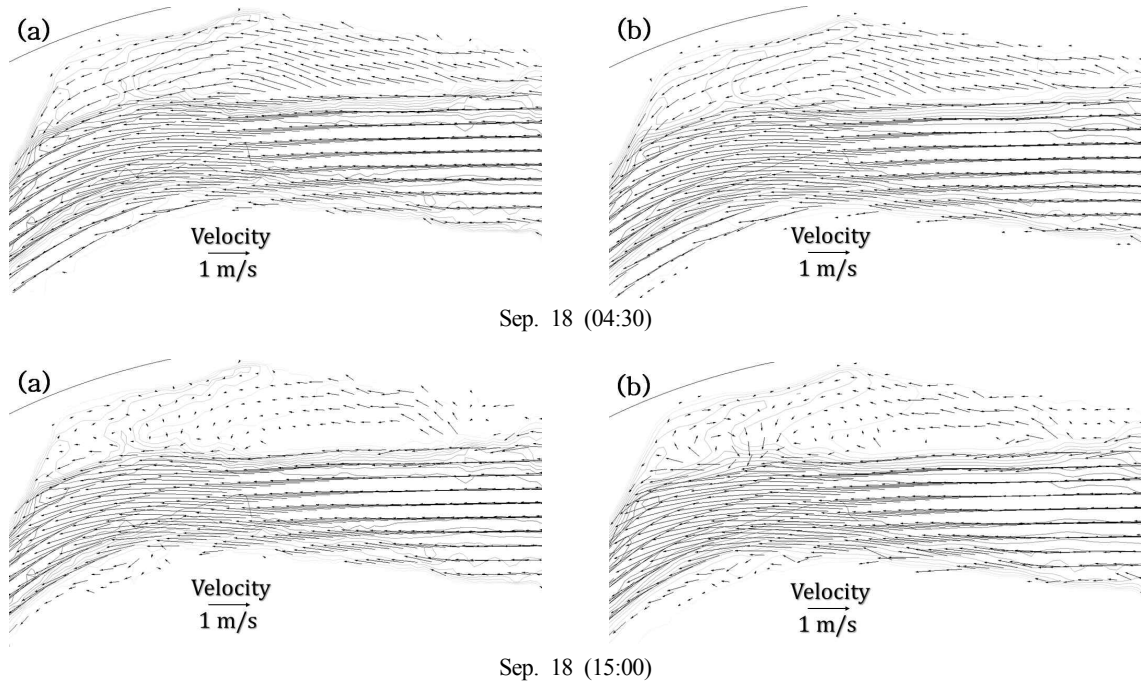 (a)
(b)
Velocity
1 m/s
Velocity
1 m/s
Sep. 18 (04:30)
(a)
(b)
Velocity
1 m/s
Velocity
1 m/s
Sep. 18 (15:00)